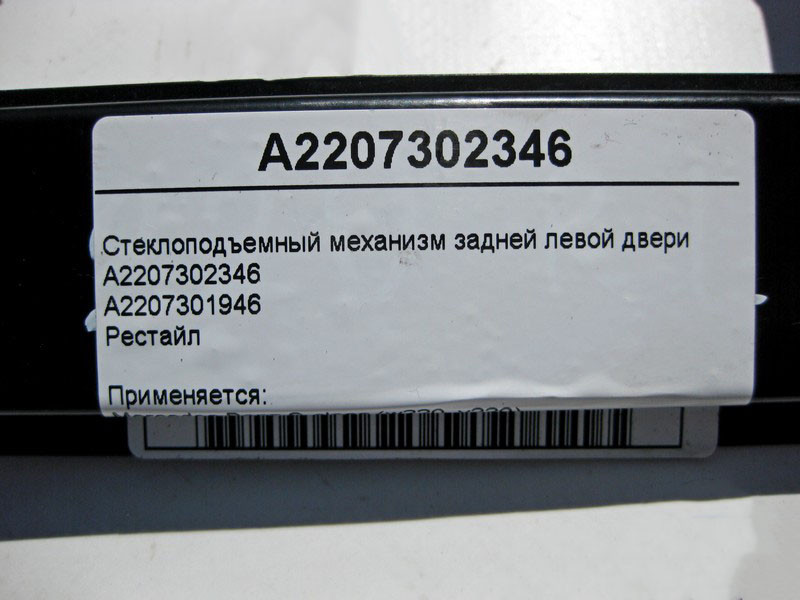 A2207302346
Стеклоподъемный механизм задней левой двери
A2207302346
A2207301946
Рестайл
Применяется: